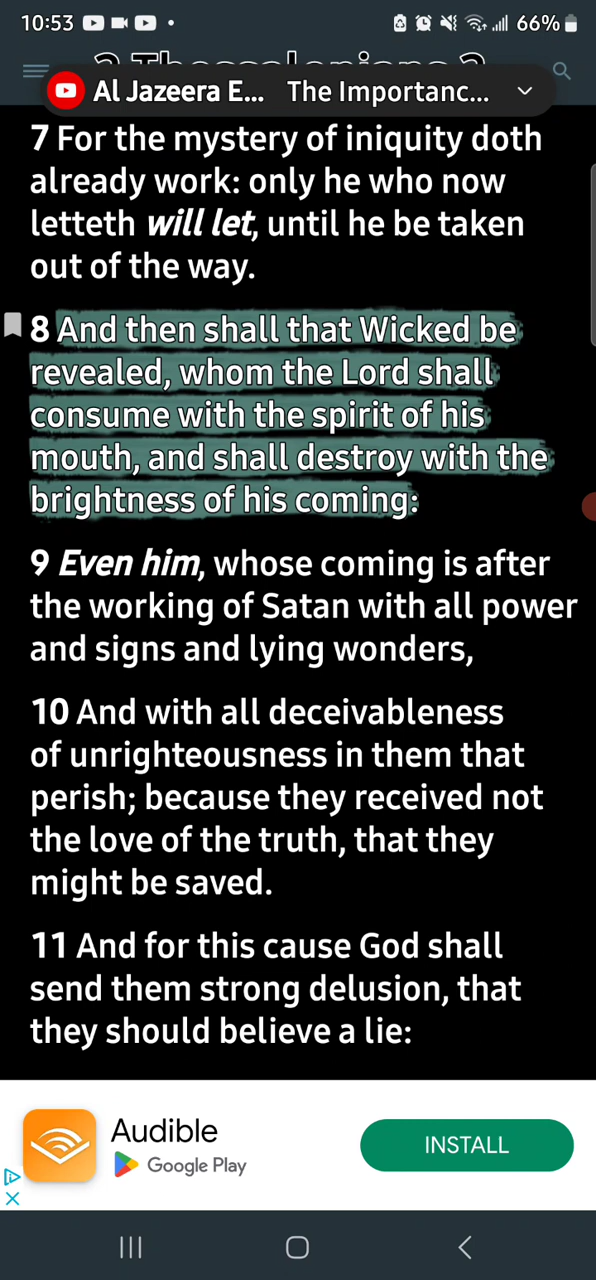 10:53
66%
2 Thessalonians 2
Al Jazeera E... The Importanc...
7 For the mystery of iniquity doth
already work: only he who now
letteth will let, until he be taken
out of the way.
8 And then shall that Wicked be
revealed, whom the Lord shall
consume with the spirit of his
mouth, and shall destroy with the
brightness of his coming:
9 Even him, whose coming is after
the working of Satan with all power
and signs and lying wonders,
10 And with all deceivableness
of unrighteousness in them that
perish; because they received not
the love of the truth, that they
might be saved.
11 And for this cause God shall
send them strong delusion, that
they should believe a lie:
Audible
Google Play
INSTALL